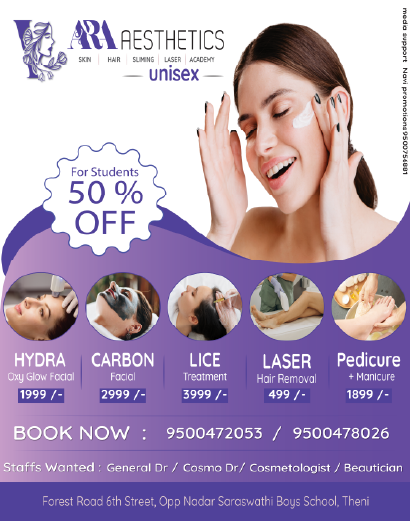 YARA AESTHETICS
SKIN | HAIR | SLIMING | LASER | ACADEMY
unisex
media support Navi promotions
For Students
50 %
OFF
HYDRA
Oxy Glow Facial
1999 /-
CARBON
Facial
2999 /-
LICE
Treatment
3999 /-
LASER
Hair Removal
499 /-
Pedicure
+ Manicure
1899 /-
BOOK NOW : 9500472053 / 9500478026
Staffs Wanted : General Dr / Cosmo Dr / Cosmetologist / Beautician
Forest Road 6th Street, Opp Nadar Saraswathi Boys School, Theni